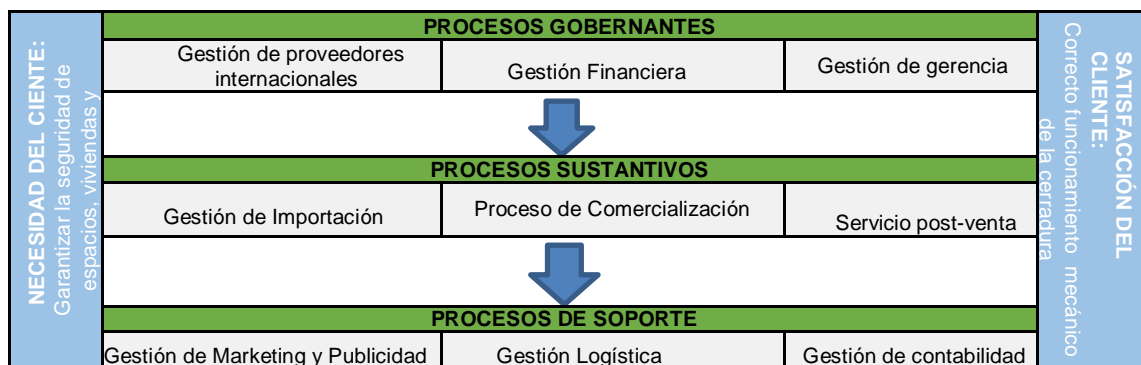 NECESIDAD DEL CIENTE:
Garantizar la seguridad de
espacios, viviendas y
PROCESOS GOBERNANTES
Gestión de proveedores
internacionales
Gestión Financiera
Gestión de gerencia
PROCESOS SUSTANTIVOS
Gestión de Importación
Proceso de Comercialización
Servicio post-venta
PROCESOS DE SOPORTE
Gestión de Marketing y Publicidad
Gestión Logística
Gestión de contabilidad
SATISFACCIÓN DEL
CLIENTE:
Correcto funcionamiento mecánico
de la cerradura